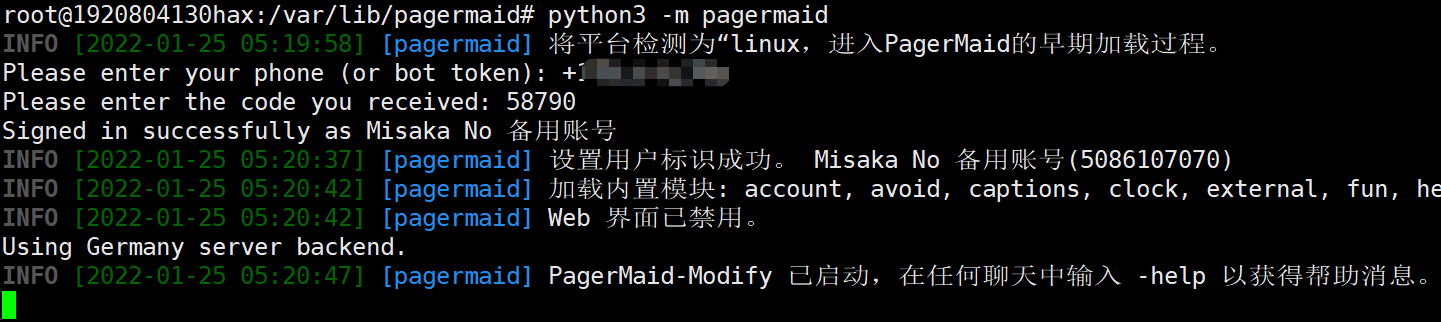 root@1920804130hax:/var/lib/pagermaid# python3 -m pagermaid
INFO [2022-01-25 05:19:58] [pagermaid] 将平台检测为“linux，进入PagerMaid的早期加载过程。
Please enter your phone (or bot token): +1
Please enter the code you received: 58790
Signed in successfully as Misaka No 备用账号
INFO [2022-01-25 05:20:37] [pagermaid] 设置用户标识成功。 Misaka No 备用账号(5086107070)
INFO [2022-01-25 05:20:42] [pagermaid] 加载内置模块: account, avoid, captions, clock, external, fun, he
INFO [2022-01-25 05:20:42] [pagermaid] Web 界面已禁用。
Using Germany server backend.
INFO [2022-01-25 05:20:47] [pagermaid] PagerMaid-Modify 已启动，在任何聊天中输入 -help 以获得帮助消息。